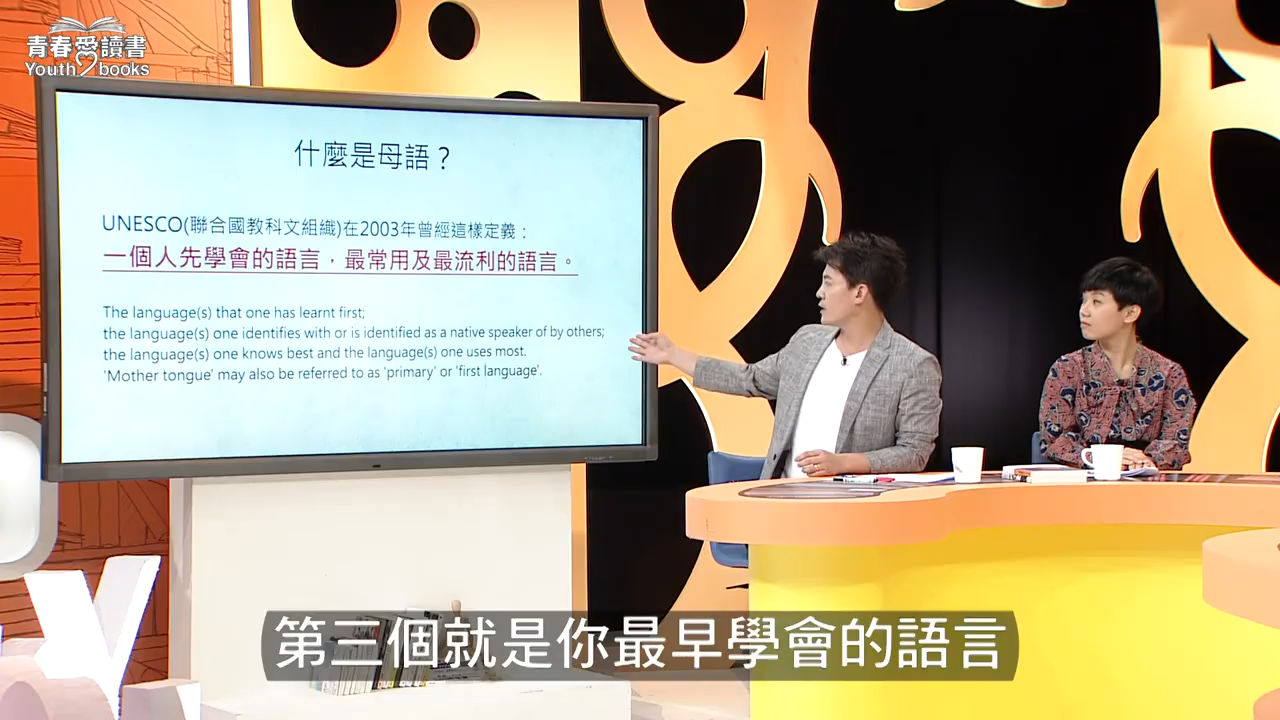 青春愛讀書
Youth books
什麼是母語？
UNESCO(聯合國教科文組織)在2003年曾經這樣定義：
一個人先學會的語言，最常用及最流利的語言。
The language(s) that one has learnt first;
the language(s) one identifies with or is identified as a native speaker of by others;
the language(s) one knows best and the language(s) one uses most.
'Mother tongue' may also be referred to as 'primary' or 'first language'.
第二個就是你最早學會的語言